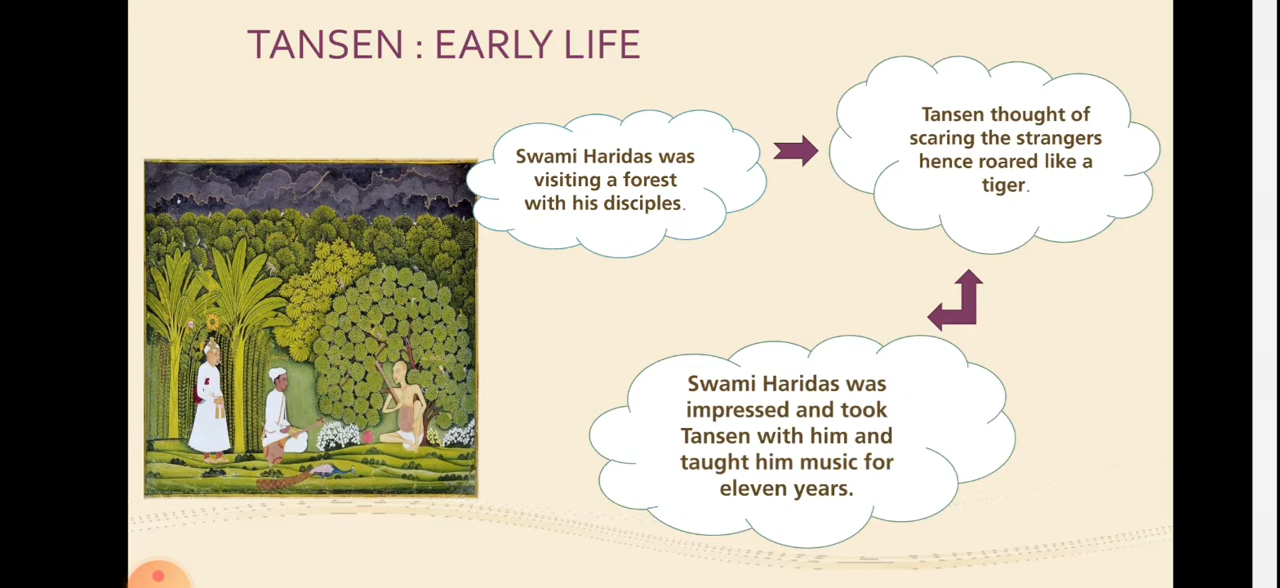 TANSEN : EARLY LIFE
Swami Haridas was
visiting a forest
with his disciples.
Tansen thought of
scaring the strangers
hence roared like a
tiger.
Swami Haridas was
impressed and took
Tansen with him and
taught him music for
eleven years.